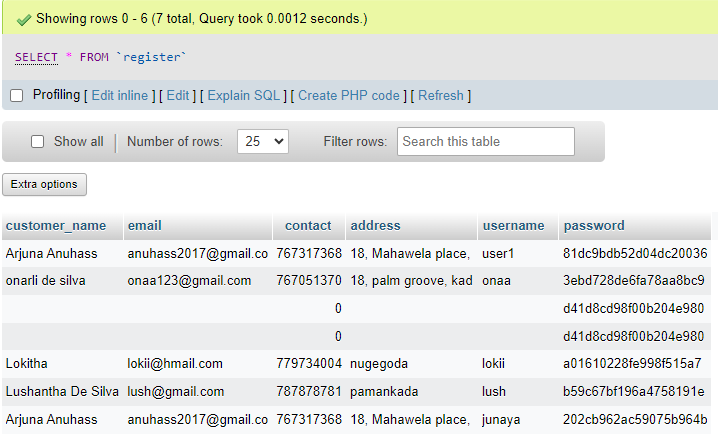 Showing rows 0 - 6 (7 total, Query took 0.0012 seconds.)
SELECT * FROM `register`
Profiling [ Edit inline ] [ Edit ] [ Explain SQL ] [ Create PHP code ] [ Refresh ]
Show all Number of rows: 25 Filter rows: Search this table
Extra options
customer_name email contact address username password
Arjuna Anuhass anuhass2017@gmail.co 767317368 18, Mahawela place, user1 81dc9bdb52d04dc20036
onarli de silva onaa123@gmail.com 767051370 18, palm groove, kad onaa 3ebd728de6fa78aa8bc9
0 d41d8cd98f00b204e980
0 d41d8cd98f00b204e980
Lokitha lokii@hmail.com 779734004 nugegoda lokii a01610228fe998f515a7
Lushantha De Silva lush@gmail.com 787878781 pamankada lush b59c67bf196a4758191e
Arjuna Anuhass anuhass2017@gmail.co 767317368 18, Mahawela place, junaya 202cb962ac59075b964b